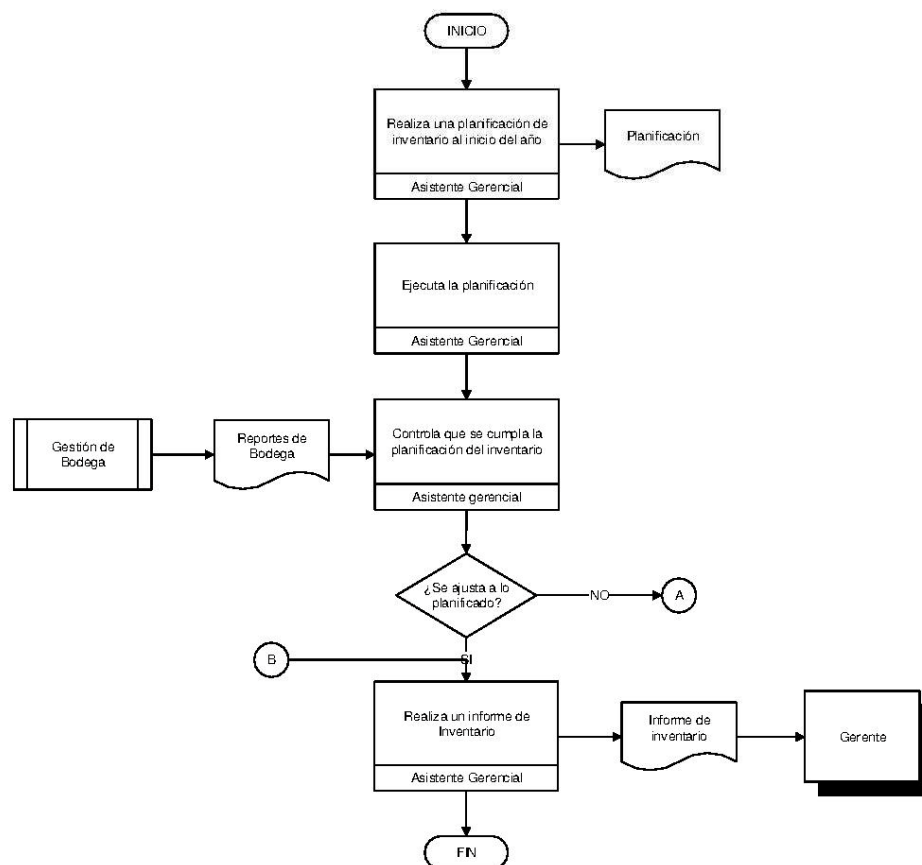 INICIO
Realiza una planificación de
inventario al inicio del año
Asistente Gerencial
Planificación
Ejecuta la planificación
Asistente Gerencial
Gestión de
Bodega
Reportes de
Bodega
Controla que se cumpla la
planificación del inventario
Asistente gerencial
¿Se ajusta a lo
planificado?
NO
A
B
SI
Realiza un informe de
Inventario
Asistente Gerencial
Informe de
inventario
Gerente
FIN